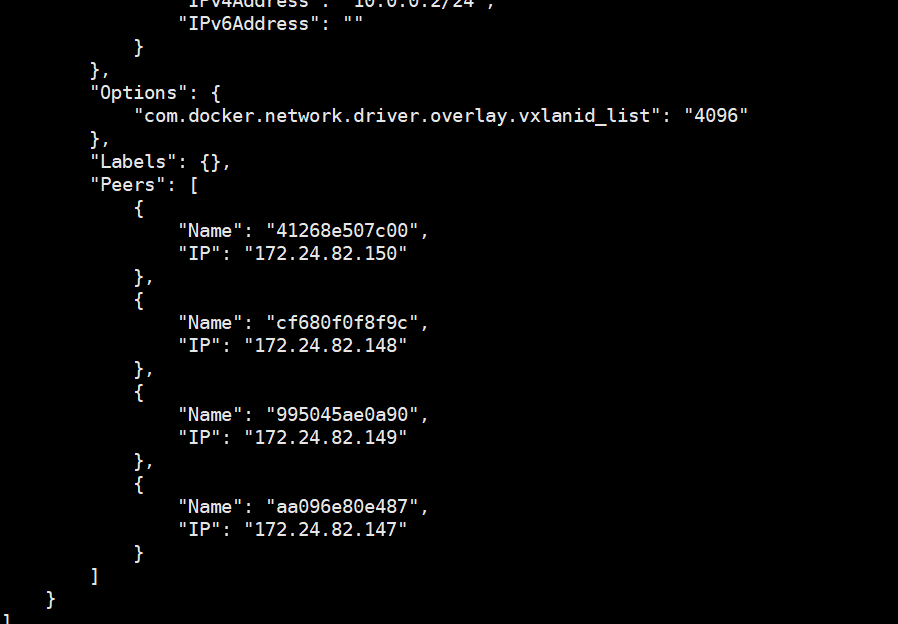 "IPv4Address": "10.0.0.2/24",
"IPv6Address": ""
}
},
"Options": {
"com.docker.network.driver.overlay.vxlanid_list": "4096"
},
"Labels": {},
"Peers": [
{
"Name": "41268e507c00",
"IP": "172.24.82.150"
},
{
"Name": "cf680f0f8f9c",
"IP": "172.24.82.148"
},
{
"Name": "995045ae0a90",
"IP": "172.24.82.149"
},
{
"Name": "aa096e80e487",
"IP": "172.24.82.147"
}
]
}
]